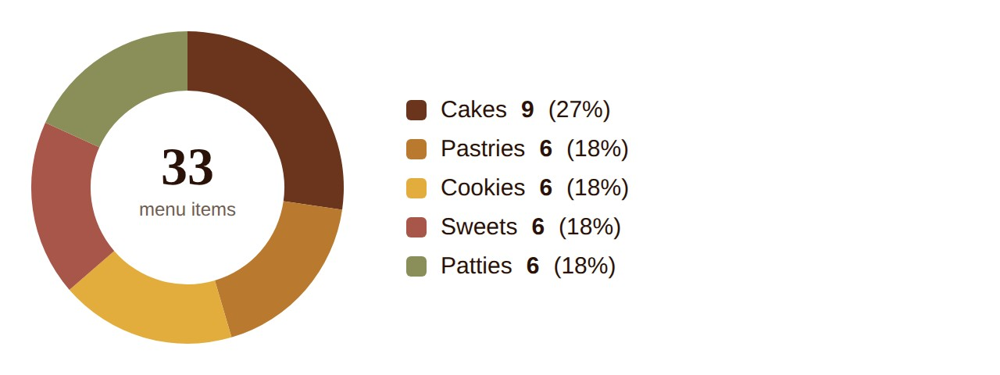 33
menu items
Cakes 9 (27%)
Pastries 6 (18%)
Cookies 6 (18%)
Sweets 6 (18%)
Patties 6 (18%)